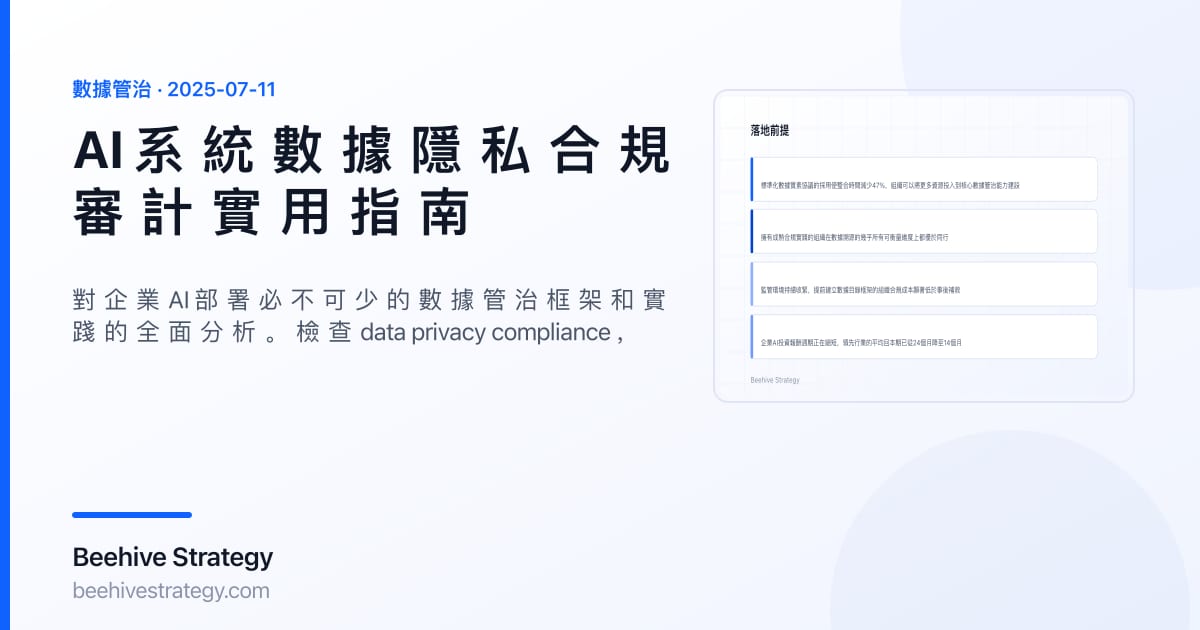 數據管治 · 2025-07-11
AI系統數據隱私合規
審計實用指南
對企業AI部署必不可少的數據管治框架和實
踐的全面分析。檢查 data privacy compliance ,
Beehive Strategy
beehivestrategy.com
落地前提
標準化數據質素協議的採用使整合時間減少47%，組織可以將更多資源投入到核心數據管治能力建設
擁有成熟合規實踐的組織在數據溯源的幾乎所有可衡量維度上都優於同行
監管環境持續收緊，提前建立數據目錄框架的組織合規成本顯著低於事後補救
企業AI投資報酬週期正在縮短，領先行業的平均回本期已從24個月降至14個月
Beehive Strategy